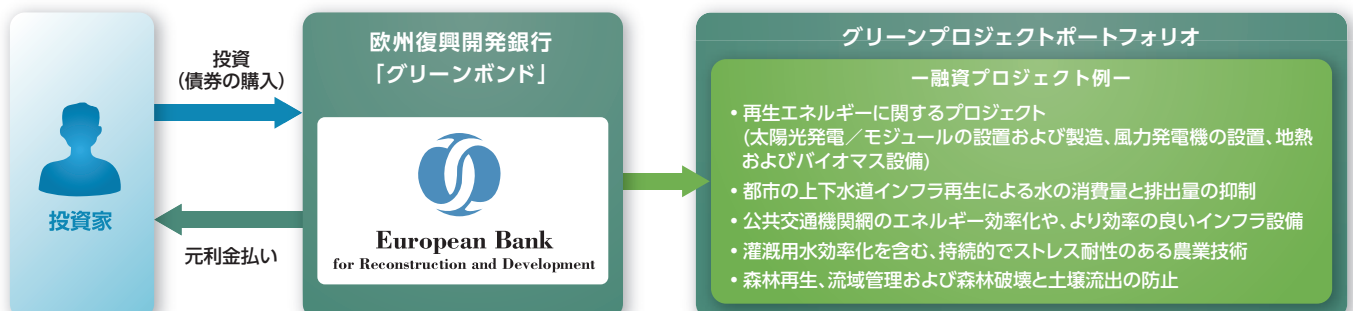 投資
(債券の購入)
投資家
元利金払い
欧州復興開発銀行
「グリーンボンド」
European Bank
for Reconstruction and Development
グリーンプロジェクトポートフォリオ
ー融資プロジェクト例ー
・再生エネルギーに関するプロジェクト
(太陽光発電／モジュールの設置および製造、風力発電機の設置、地熱
およびバイオマス設備)
・都市の上下水道インフラ再生による水の消費量と排出量の抑制
・公共交通機関網のエネルギー効率化や、より効率の良いインフラ設備
・灌漑用水効率化を含む、持続的でストレス耐性のある農業技術
・森林再生、流域管理および森林破壊と土壌流出の防止